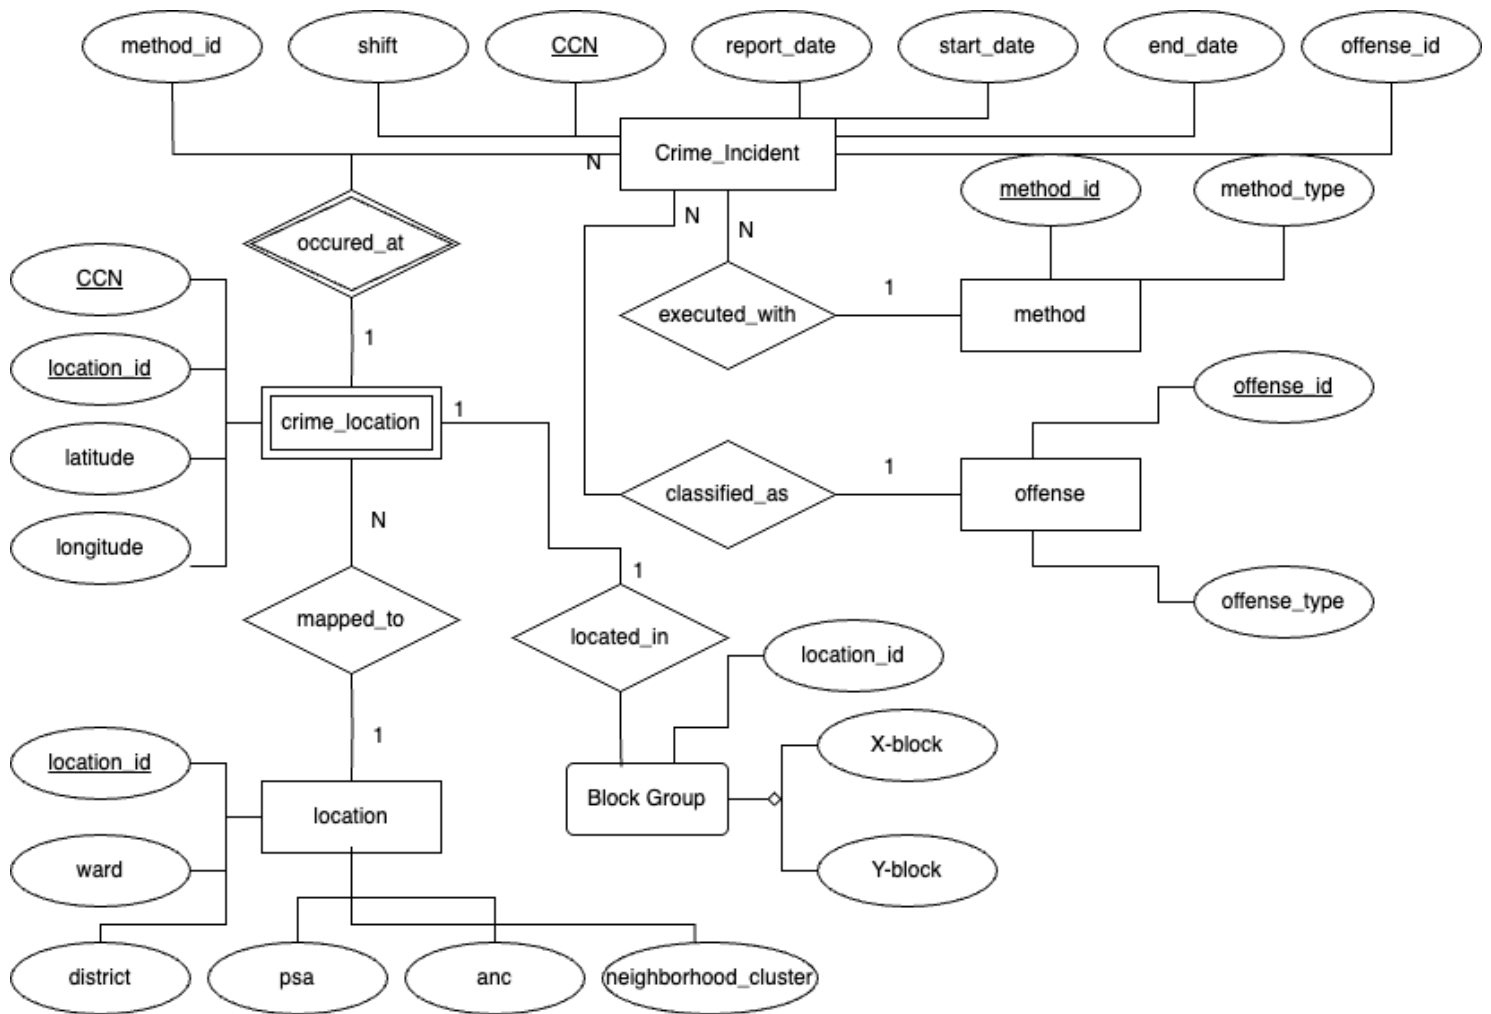 method_id
shift
CCN
report_date
start_date
end_date
offense_id
Crime_Incident
N
method_id
method_type
N
N
occured_at
CCN
executed_with
1
method
1
location_id
crime_location
1
offense_id
latitude
classified_as
1
offense
N
longitude
1
offense_type
mapped_to
located_in
location_id
1
location_id
X-block
location
Block Group
ward
Y-block
district
psa
anc
neighborhood_cluster